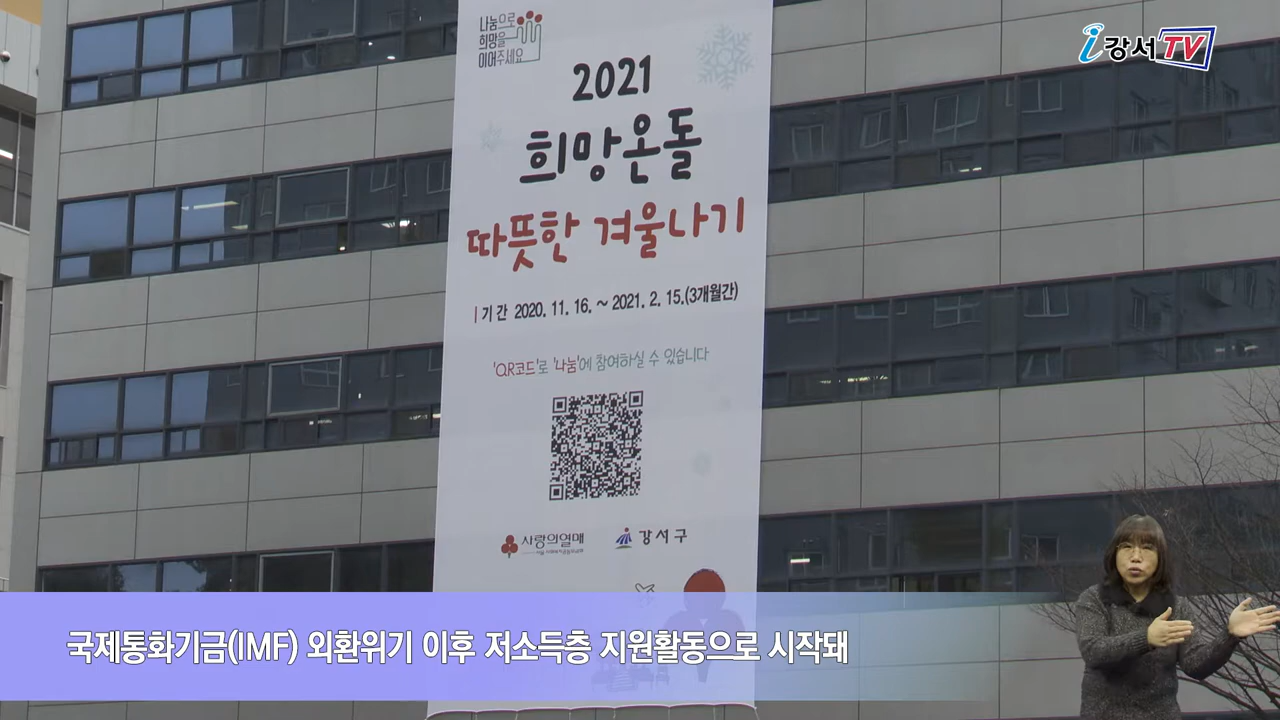 나눔으로
희망을
이어주세요
i강서TV
2021
희망온돌
따뜻한 겨울나기
기 간 2020. 11. 16. ~ 2021. 2. 15.(3개월간)
'QR코드'로 '나눔'에 참여하실 수 있습니다
사랑의열매
강서구
국제통화기금(IMF) 외환위기 이후 저소득층 지원활동으로 시작돼